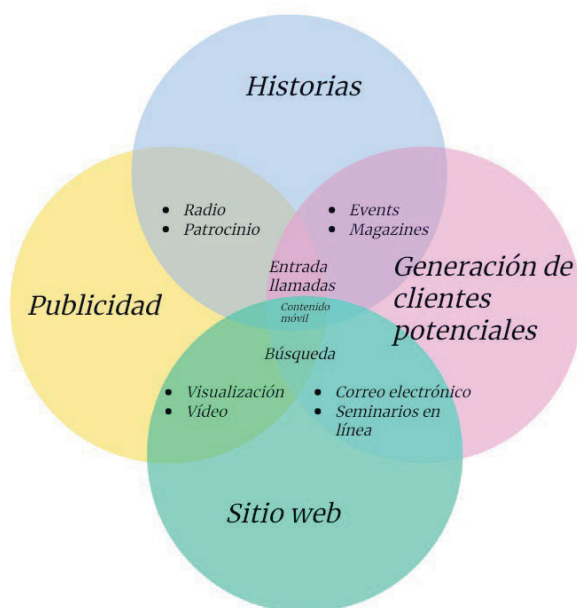 Historias
• Radio
• Patrocinio
• Events
• Magazines
Publicidad
Entrada
llamadas
Generación de
clientes
potenciales
Contenido
móvil
Búsqueda
• Visualización
• Vídeo
• Correo electrónico
• Seminarios en
línea
Sitio web